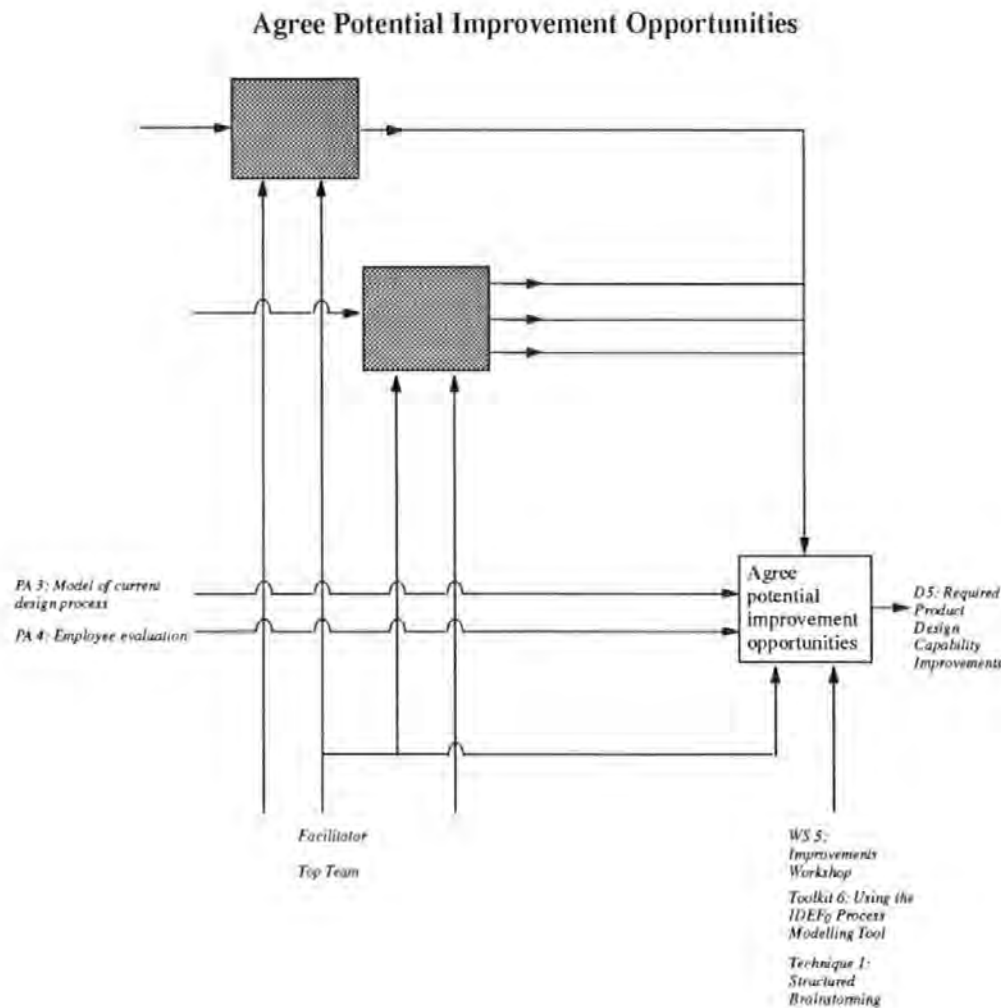 Agree Potential Improvement Opportunities
PA 3: Model of current
design process
PA 4: Employee evaluation
Agree
potential
improvement
opportunities
D5: Required
Product
Design
Capability
Improvements
Facilitator
Top Team
WS 5:
Improvements
Workshop
Toolkit 6: Using the
IDEF0 Process
Modelling Tool
Technique 1:
Structured
Brainstorming